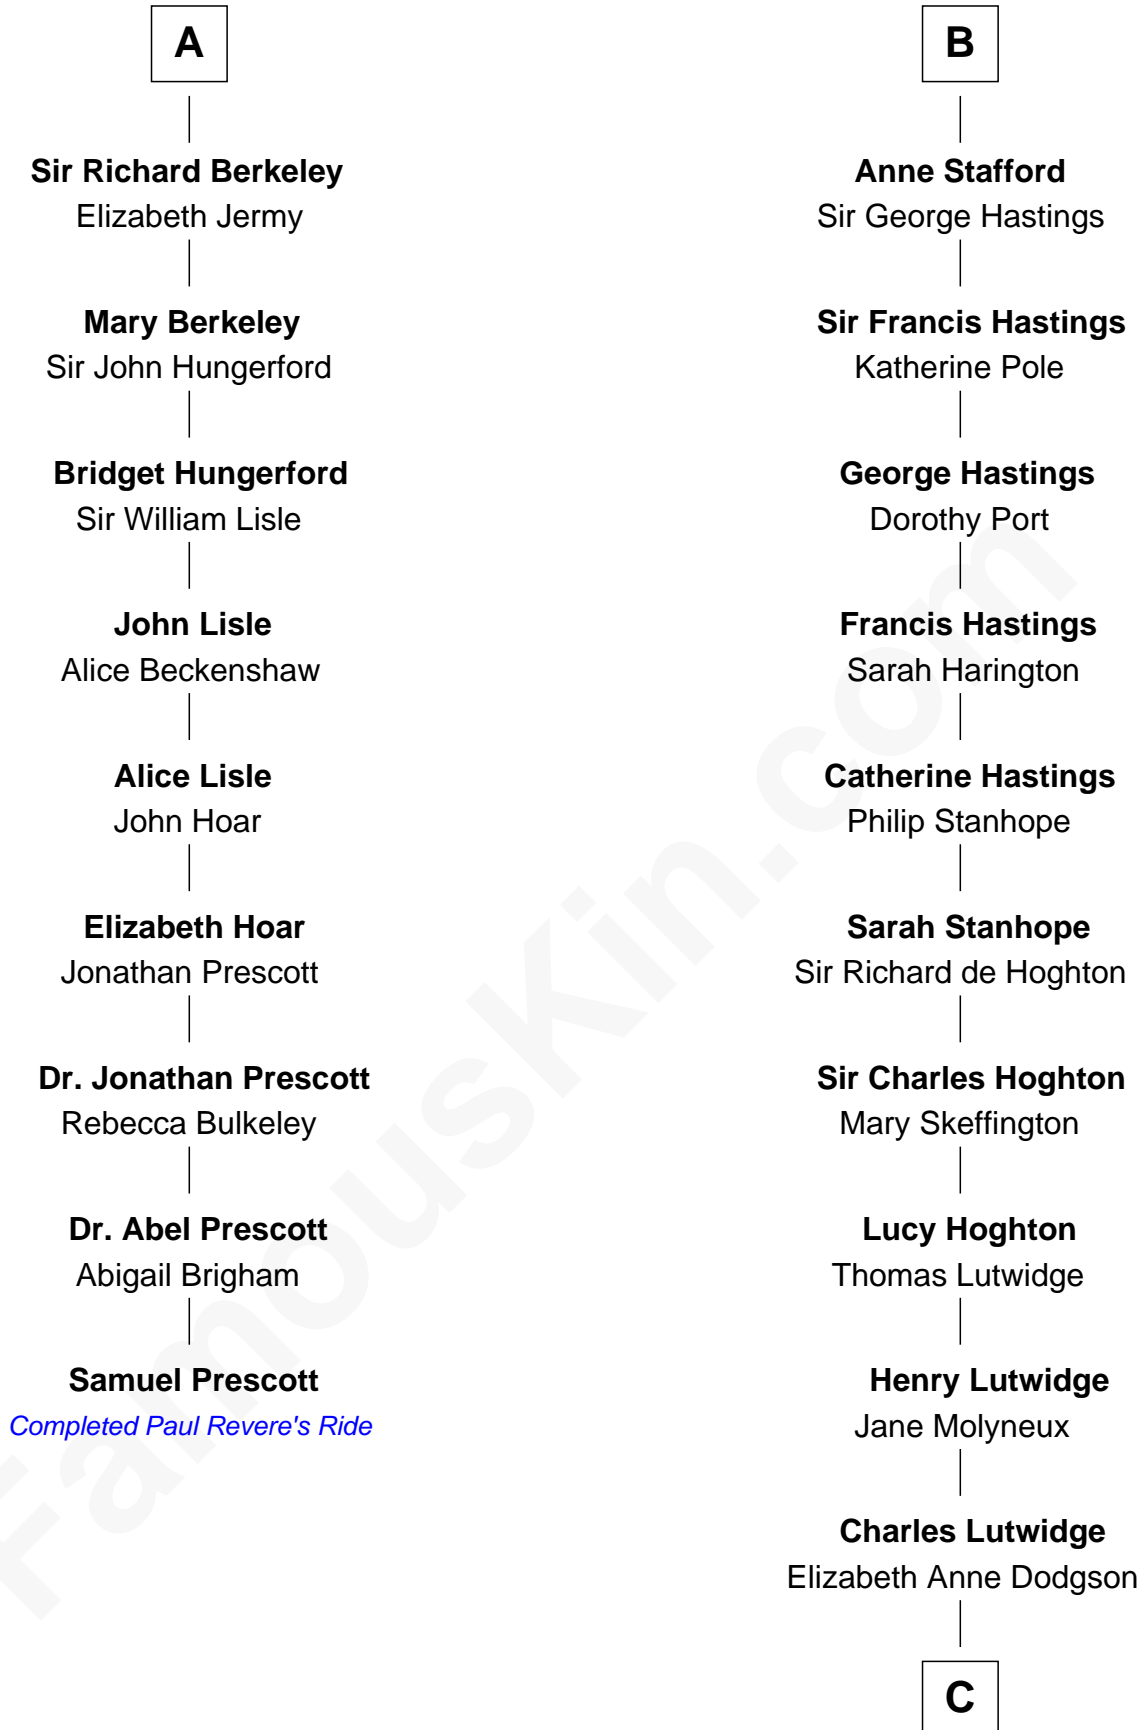 A
Sir Richard Berkeley
Elizabeth Jermy
Mary Berkeley
Sir John Hungerford
Bridget Hungerford
Sir William Lisle
John Lisle
Alice Beckenshaw
Alice Lisle
John Hoar
Elizabeth Hoar
Jonathan Prescott
Dr. Jonathan Prescott
Rebecca Bulkeley
Dr. Abel Prescott
Abigail Brigham
Samuel Prescott
Completed Paul Revere's Ride
B
Anne Stafford
Sir George Hastings
Sir Francis Hastings
Katherine Pole
George Hastings
Dorothy Port
Francis Hastings
Sarah Harington
Catherine Hastings
Philip Stanhope
Sarah Stanhope
Sir Richard de Hoghton
Sir Charles Hoghton
Mary Skeffington
Lucy Hoghton
Thomas Lutwidge
Henry Lutwidge
Jane Molyneux
Charles Lutwidge
Elizabeth Anne Dodgson
C
FamousKin.com